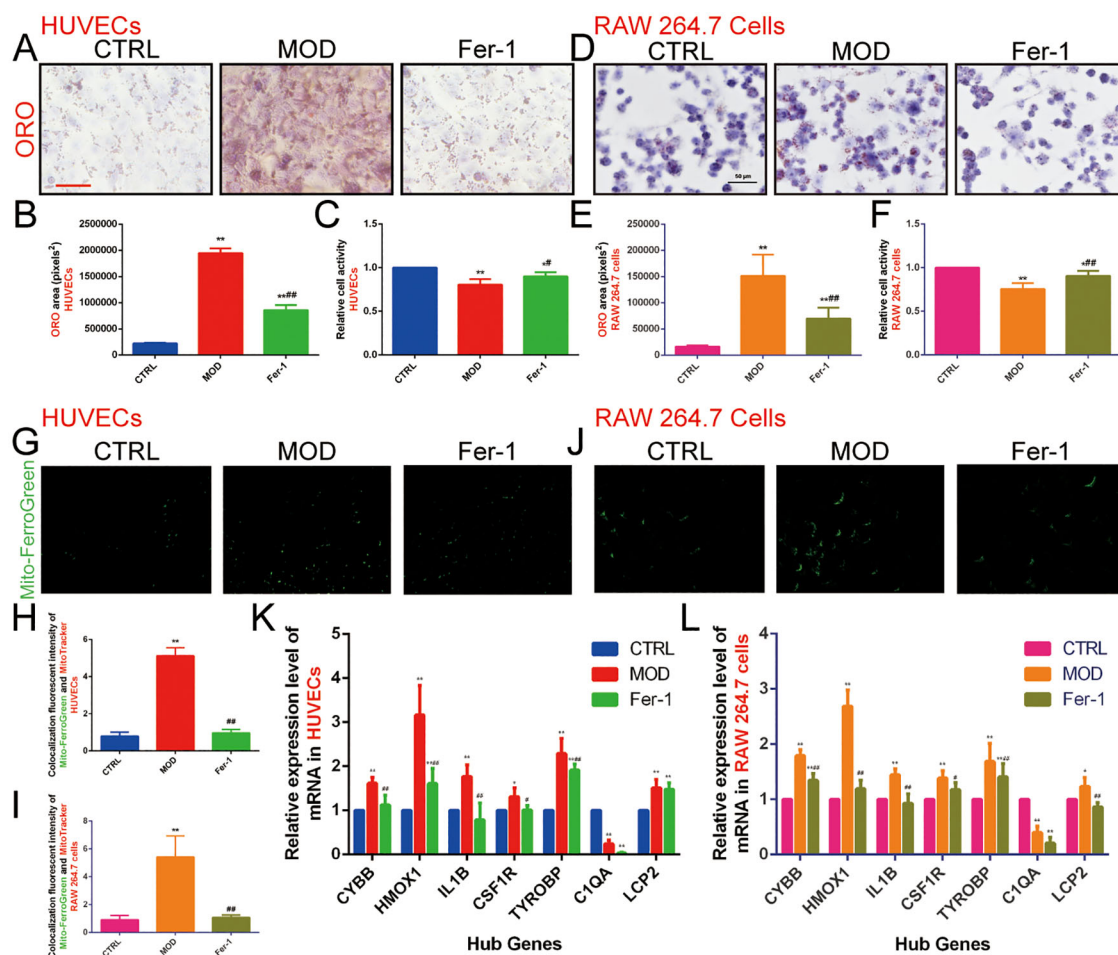 HUVECs
RAW 264.7 Cells
A
CTRL
MOD
Fer-1
D
CTRL
MOD
Fer-1
ORO
50 μm
B
ORO area (pixels²)
HUVECs
2500000
2000000
1500000
1000000
500000
0
**
**##
CTRL
MOD
Fer-1
C
Relative cell activity
HUVECs
1.5
1.0
0.5
0.0
**
*#
CTRL
MOD
Fer-1
E
ORO area (pixels²)
RAW 264.7 cells
250000
200000
150000
100000
50000
0
**
**##
CTRL
MOD
Fer-1
F
Relative cell activity
RAW 264.7 cells
1.5
1.0
0.5
0.0
**
*##
CTRL
MOD
Fer-1
HUVECs
RAW 264.7 Cells
G
CTRL
MOD
Fer-1
J
CTRL
MOD
Fer-1
Mito-FerroGreen
H
Colocalization fluorescent intensity of
Mito-FerroGreen and MitoTracker
HUVECs
6
4
2
0
**
##
CTRL
MOD
Fer-1
I
Colocalization fluorescent intensity of
Mito-FerroGreen and MitoTracker
RAW 264.7 cells
8
6
4
2
0
**
##
CTRL
MOD
Fer-1
K
Relative expression level of
mRNA in HUVECs
5
4
3
2
1
0
CTRL
MOD
Fer-1
**
##
**
**##
**
##
*
#
**
**##
**
**
**
**
CYBB
HMOX1
IL1B
CSF1R
TYROBP
C1QA
LCP2
Hub Genes
L
Relative expression level of
mRNA in RAW 264.7 cells
4
3
2
1
0
CTRL
MOD
Fer-1
**
**##
**
##
**
##
**
#
**
**##
**
**
*
##
CYBB
HMOX1
IL1B
CSF1R
TYROBP
C1QA
LCP2
Hub Genes